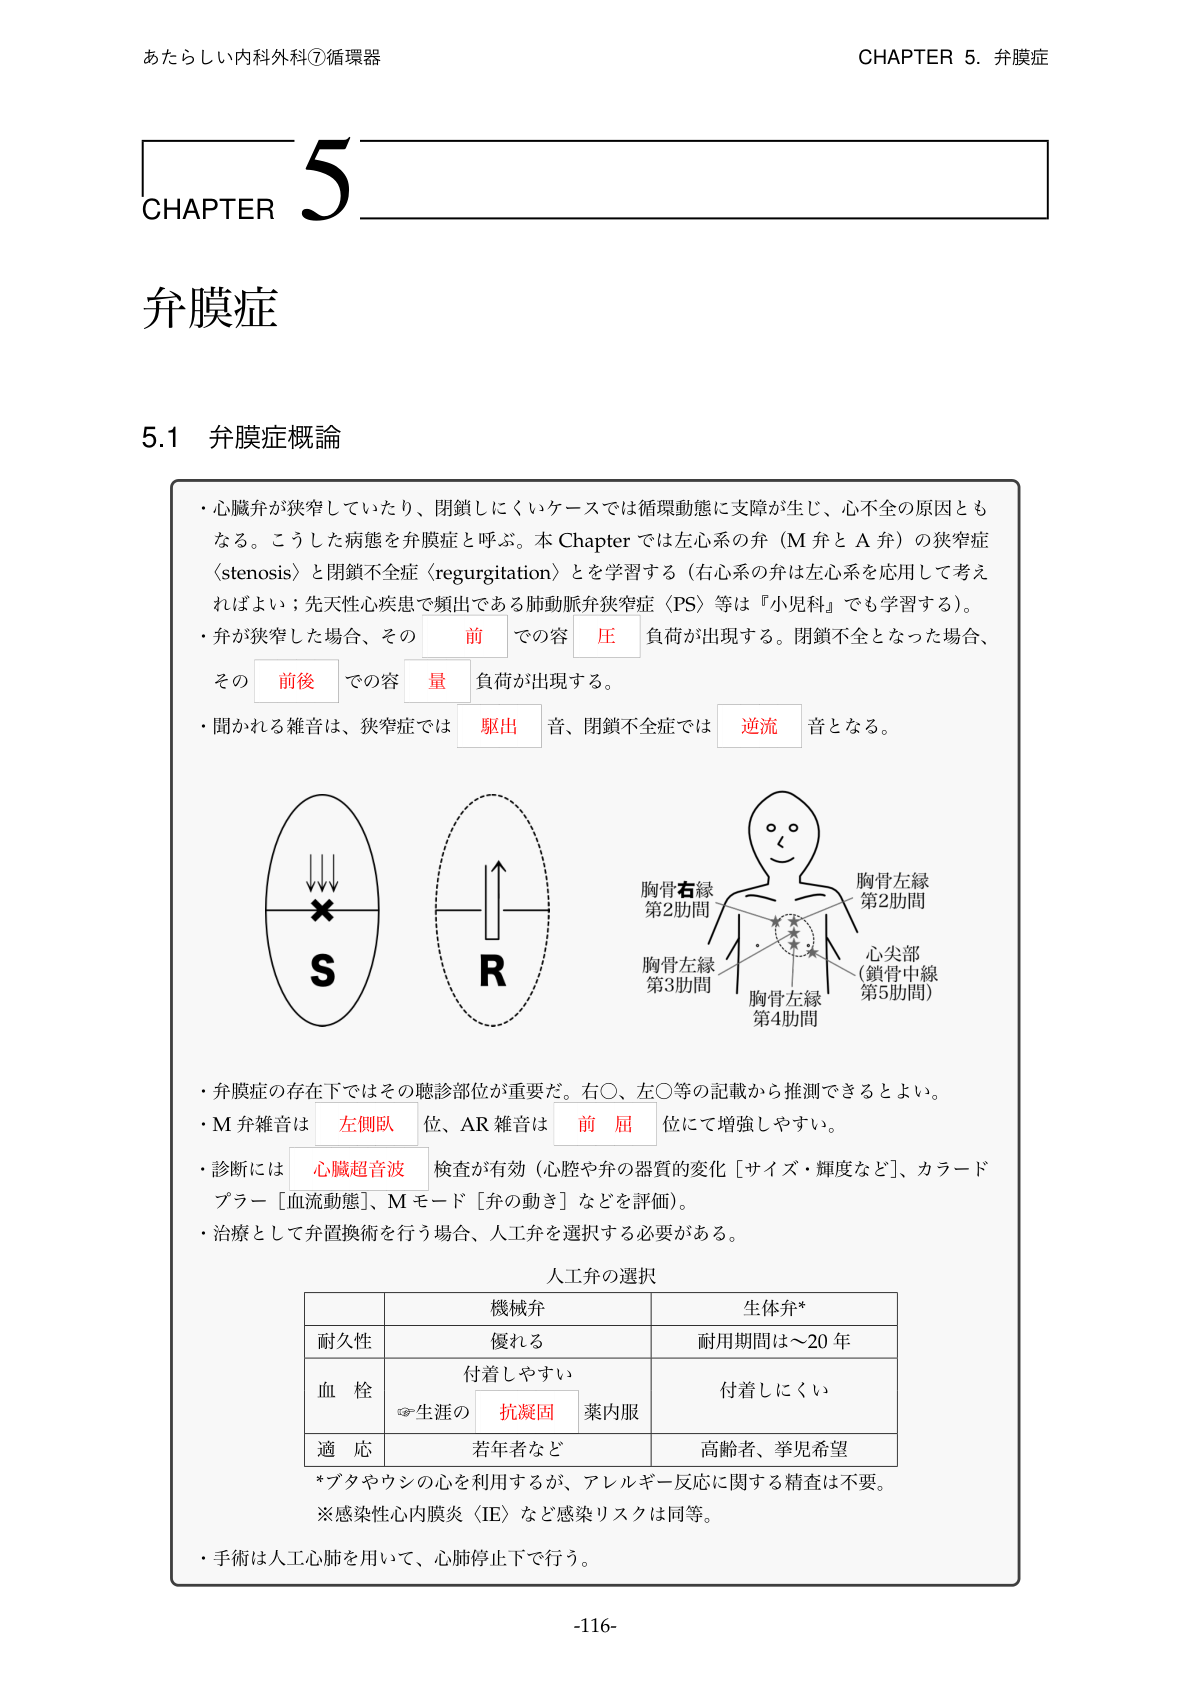 あたらしい内科外科⑦循環器
CHAPTER 5. 弁膜症
CHAPTER 5
弁膜症
5.1 弁膜症概論
・心臓弁が狭窄していたり、閉鎖しにくいケースでは循環動態に支障が生じ、心不全の原因とも
なる。こうした病態を弁膜症と呼ぶ。本 Chapter では左心系の弁（M 弁と A 弁）の狭窄症
〈stenosis〉と閉鎖不全症〈regurgitation〉とを学習する（右心系の弁は左心系を応用して考え
ればよい；先天性心疾患で頻出である肺動脈弁狭窄症〈PS〉等は『小児科』でも学習する）。
・弁が狭窄した場合、その 前 での容 圧 負荷が出現する。閉鎖不全となった場合、
その 前後 での容 量 負荷が出現する。
・聞かれる雑音は、狭窄症では 駆出 音、閉鎖不全症では 逆流 音となる。
S
R
胸骨右縁
第2肋間
胸骨左縁
第2肋間
胸骨左縁
第3肋間
心尖部
(鎖骨中線
第5肋間)
胸骨左縁
第4肋間
・弁膜症の存在下ではその聴診部位が重要だ。右〇、左〇等の記載から推測できるとよい。
・M 弁雑音は 左側臥 位、AR 雑音は 前 屈 位にて増強しやすい。
・診断には 心臓超音波 検査が有効（心腔や弁の器質的変化［サイズ・輝度など］、カラード
プラー［血流動態］、M モード［弁の動き］などを評価）。
・治療として弁置換術を行う場合、人工弁を選択する必要がある。
人工弁の選択
機械弁 生体弁*
耐久性 優れる 耐用期間は〜20 年
血 栓 付着しやすい 付着しにくい
☞生涯の 抗凝固 薬内服
適 応 若年者など 高齢者、挙児希望
*ブタやウシの心を利用するが、アレルギー反応に関する精査は不要。
※感染性心内膜炎〈IE〉など感染リスクは同等。
・手術は人工心肺を用いて、心肺停止下で行う。
-116-